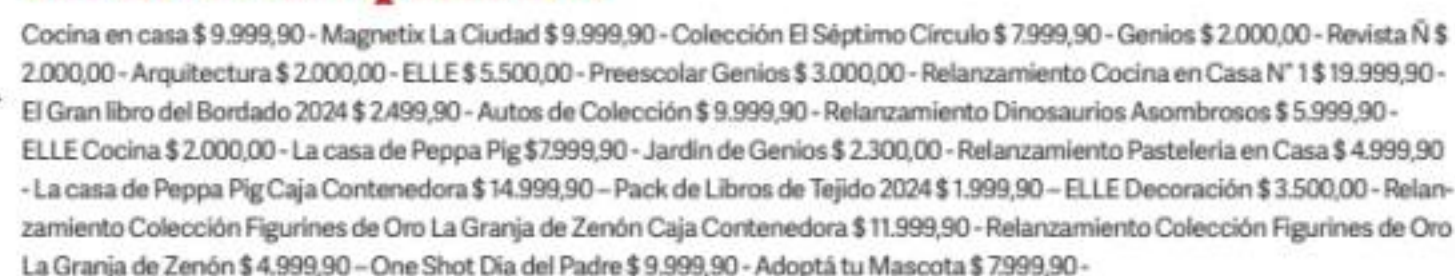 Cocina en casa $ 9.999,90 - Magnetix La Ciudad $ 9.999,90 - Colección El Séptimo Círculo $ 7.999,90 - Genios $ 2.000,00 - Revista Ñ $
2.000,00 - Arquitectura $ 2.000,00 - ELLE $ 5.500,00 - Preescolar Genios $ 3.000,00 - Relanzamiento Cocina en Casa N° 1 $ 19.999,90 -
El Gran libro del Bordado 2024 $ 2.499,90 - Autos de Colección $ 9.999,90 - Relanzamiento Dinosaurios Asombrosos $ 5.999,90 -
ELLE Cocina $ 2.000,00 - La casa de Peppa Pig $7.999,90 - Jardín de Genios $ 2.300,00 - Relanzamiento Pastelería en Casa $ 4.999,90
- La casa de Peppa Pig Caja Contenedora $ 14.999,90 – Pack de Libros de Tejido 2024 $ 1.999,90 – ELLE Decoración $ 3.500,00 - Relan-
zamiento Colección Figurines de Oro La Granja de Zenón Caja Contenedora $ 11.999,90 - Relanzamiento Colección Figurines de Oro
La Granja de Zenón $ 4.999,90 – One Shot Dia del Padre $ 9.999,90 - Adoptá tu Mascota $ 7.999,90 -